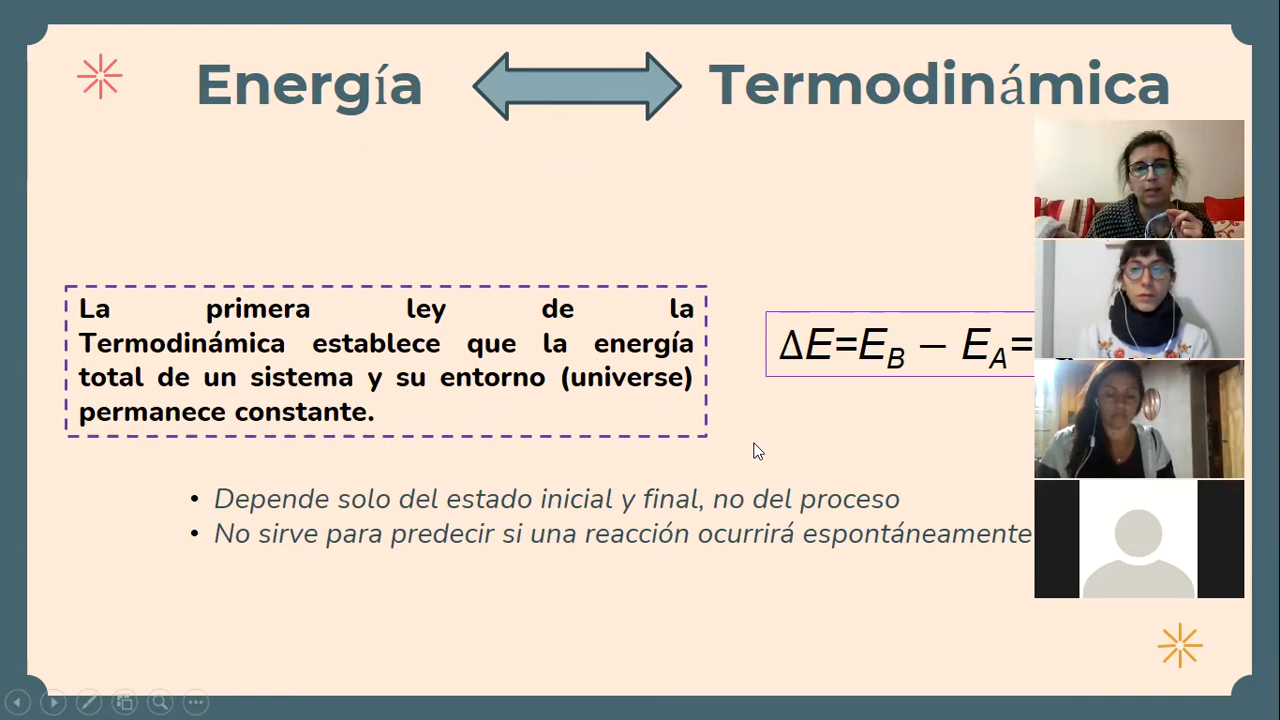 Energía Termodinámica
La primera ley de la
Termodinámica establece que la energía
total de un sistema y su entorno (universe)
permanece constante.
ΔE=E_B – E_A=
• Depende solo del estado inicial y final, no del proceso
• No sirve para predecir si una reacción ocurrirá espontáneamente